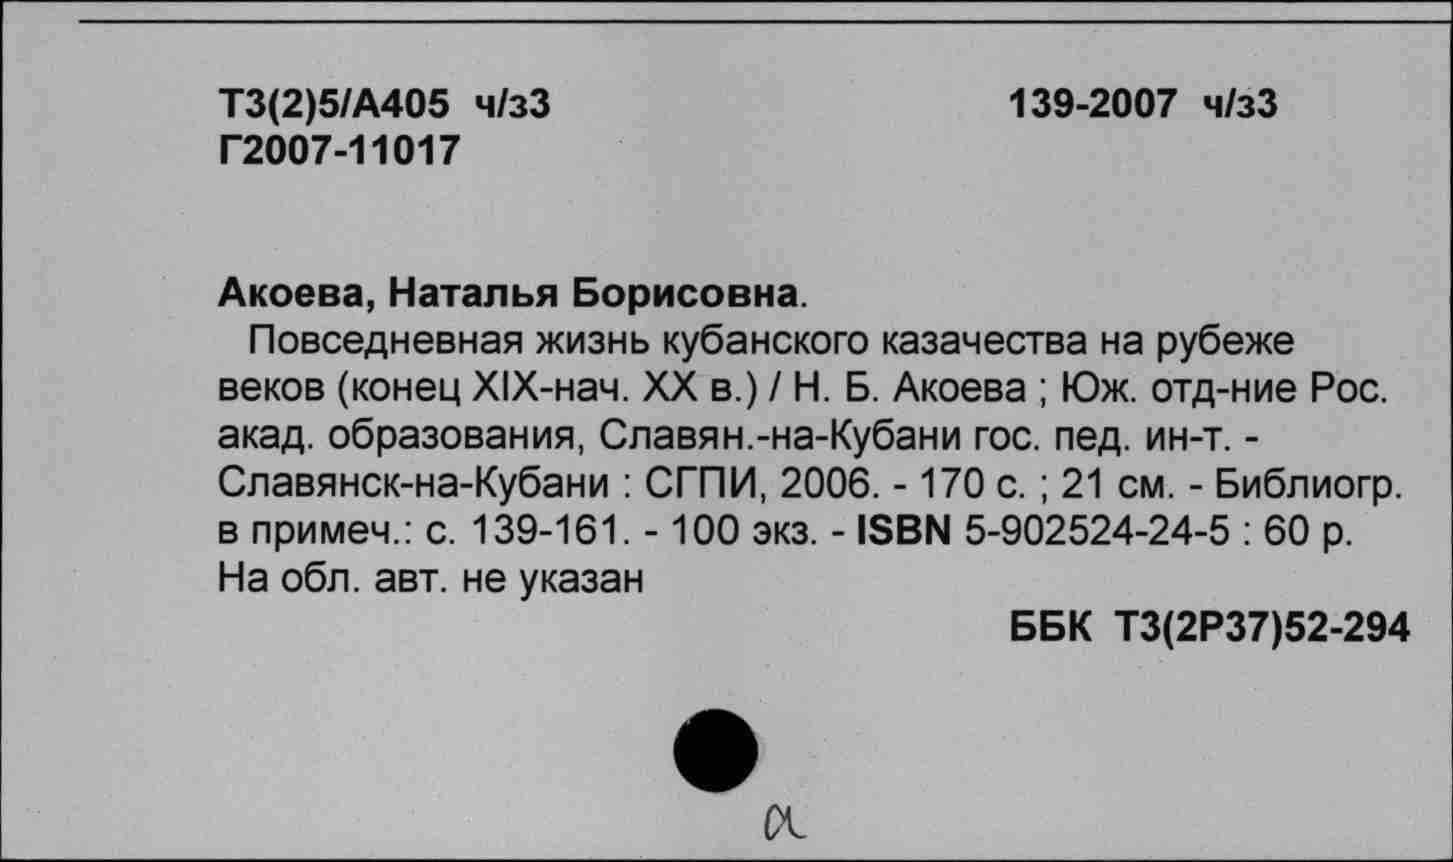 Т3(2)5/А405 ч/з3 139-2007 ч/з3
Г2007-11017
Акоева, Наталья Борисовна.
Повседневная жизнь кубанского казачества на рубеже
веков (конец XIX-нач. XX в.) / Н. Б. Акоева ; Юж. отд-ние Рос.
акад. образования, Славян.-на-Кубани гос. пед. ин-т. -
Славянск-на-Кубани : СГПИ, 2006. - 170 с. ; 21 см. - Библиогр.
в примеч.: с. 139-161. - 100 экз. - ISBN 5-902524-24-5 : 60 р.
На обл. авт. не указан
ББК Т3(2Р37)52-294